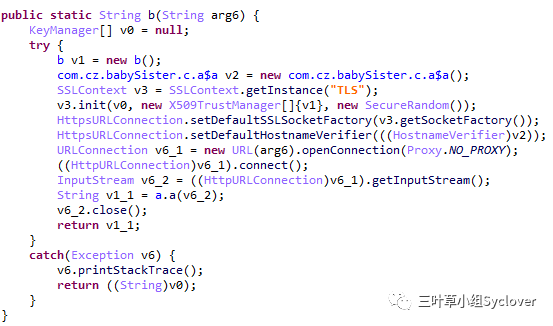 public static String b(String arg6) {
    KeyManager[] v0 = null;
    try {
        b v1 = new b();
        com.cz.babySister.c.a$a v2 = new com.cz.babySister.c.a$a();
        SSLContext v3 = SSLContext.getInstance("TLS");
        v3.init(v0, new X509TrustManager[]{v1}, new SecureRandom());
        HttpsURLConnection.setDefaultSSLSocketFactory(v3.getSocketFactory());
        HttpsURLConnection.setDefaultHostnameVerifier(((HostnameVerifier)v2));
        URLConnection v6_1 = new URL(arg6).openConnection(Proxy.NO_PROXY);
        ((HttpURLConnection)v6_1).connect();
        InputStream v6_2 = ((HttpURLConnection)v6_1).getInputStream();
        String v1_1 = a.a(v6_2);
        v6_2.close();
        return v1_1;
    }
    catch(Exception v6) {
        v6.printStackTrace();
        return ((String)v0);
    }
}
三叶草小组Syclover